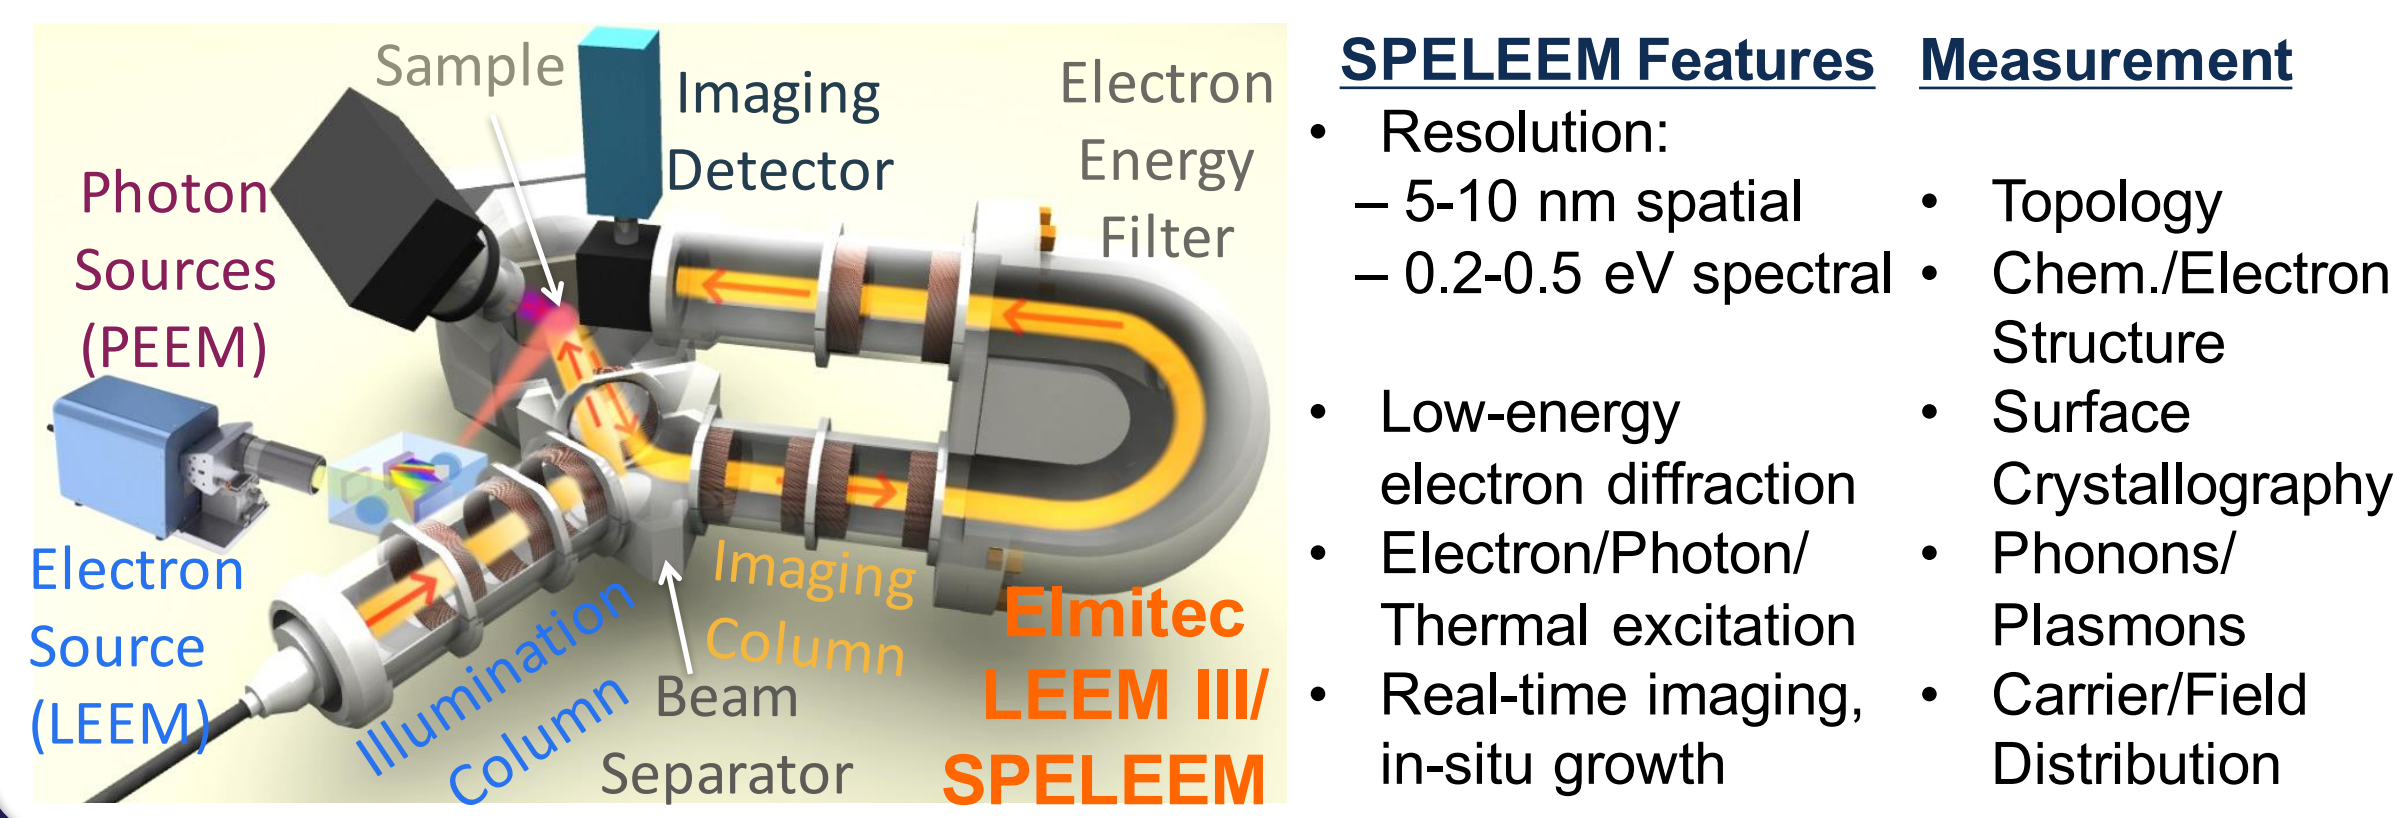 Sample
Imaging
Detector
Electron
Energy
Filter
Photon
Sources
(PEEM)
Electron
Source
(LEEM)
Illumination
Column
Imaging
Column
Beam
Separator
Elmitec
LEEM III/
SPELEEM
SPELEEM Features
• Resolution:
– 5-10 nm spatial
– 0.2-0.5 eV spectral
• Low-energy
electron diffraction
• Electron/Photon/
Thermal excitation
• Real-time imaging,
in-situ growth
Measurement
• Topology
• Chem./Electron
Structure
• Surface
Crystallography
• Phonons/
Plasmons
• Carrier/Field
Distribution